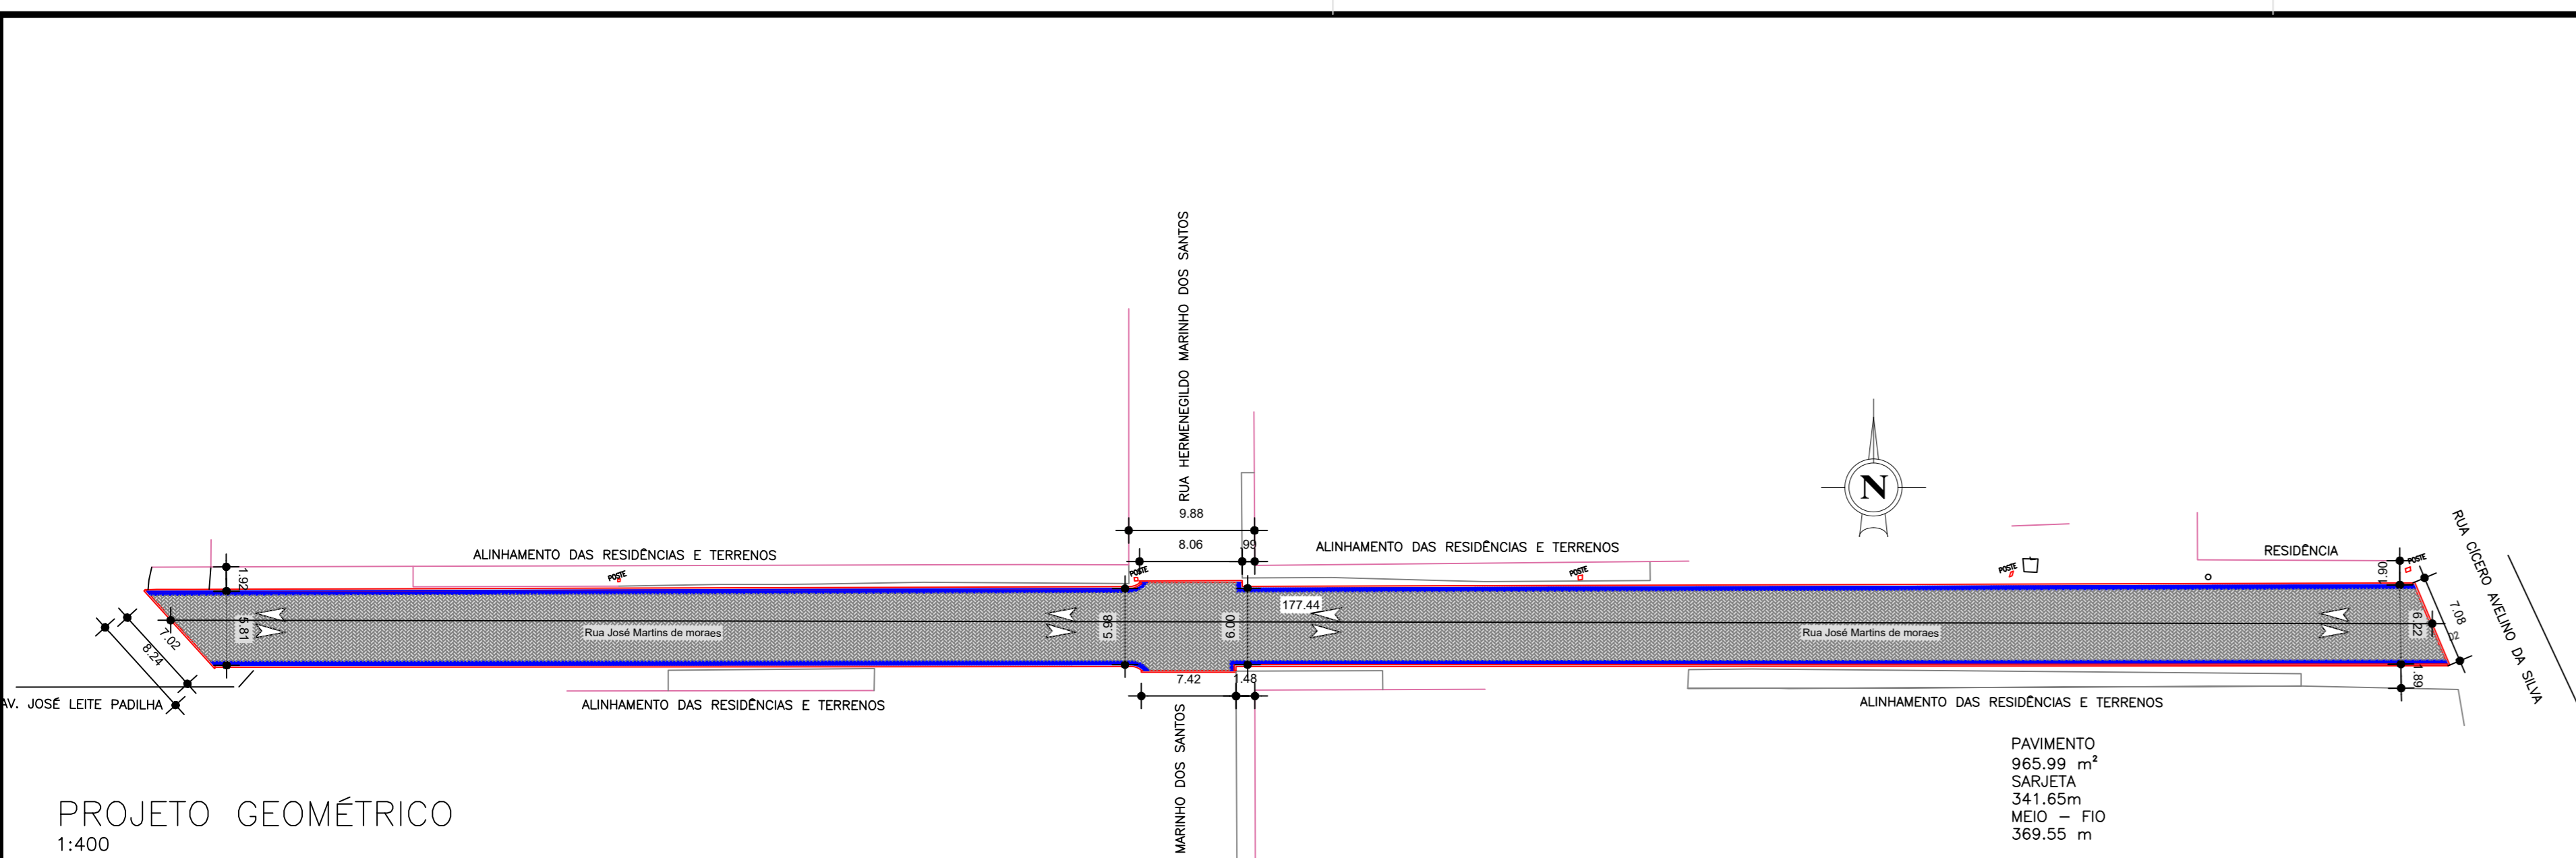 RUA HERMENEGILDO MARINHO DOS SANTOS
9.88
8.06
.99
ALINHAMENTO DAS RESIDÊNCIAS E TERRENOS
ALINHAMENTO DAS RESIDÊNCIAS E TERRENOS
RESIDÊNCIA
N
POSTE
POSTE
POSTE
POSTE
POSTE
1.92
1.90
5.81
5.98
6.00
177.44
6.22
7.08
7.02
8.24
Rua José Martins de moraes
Rua José Martins de moraes
RUA CÍCERO AVELINO DA SILVA
7.42
1.48
1.89
AV. JOSÉ LEITE PADILHA
ALINHAMENTO DAS RESIDÊNCIAS E TERRENOS
ALINHAMENTO DAS RESIDÊNCIAS E TERRENOS
MARINHO DOS SANTOS
PAVIMENTO
965.99 m²
SARJETA
341.65m
MEIO – FIO
369.55 m
PROJETO GEOMÉTRICO
1:400